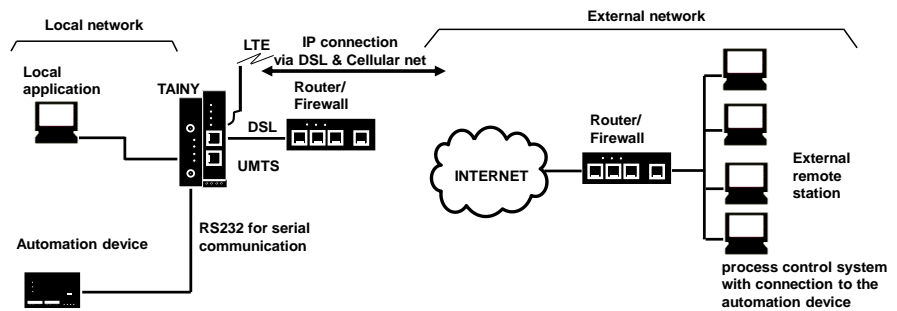 Local network
External network
LTE
IP connection
via DSL & Cellular net
Local
application
TAINY
Router/
Firewall
DSL
UMTS
Router/
Firewall
INTERNET
External
remote
station
RS232 for serial
communication
Automation device
process control system
with connection to the
automation device